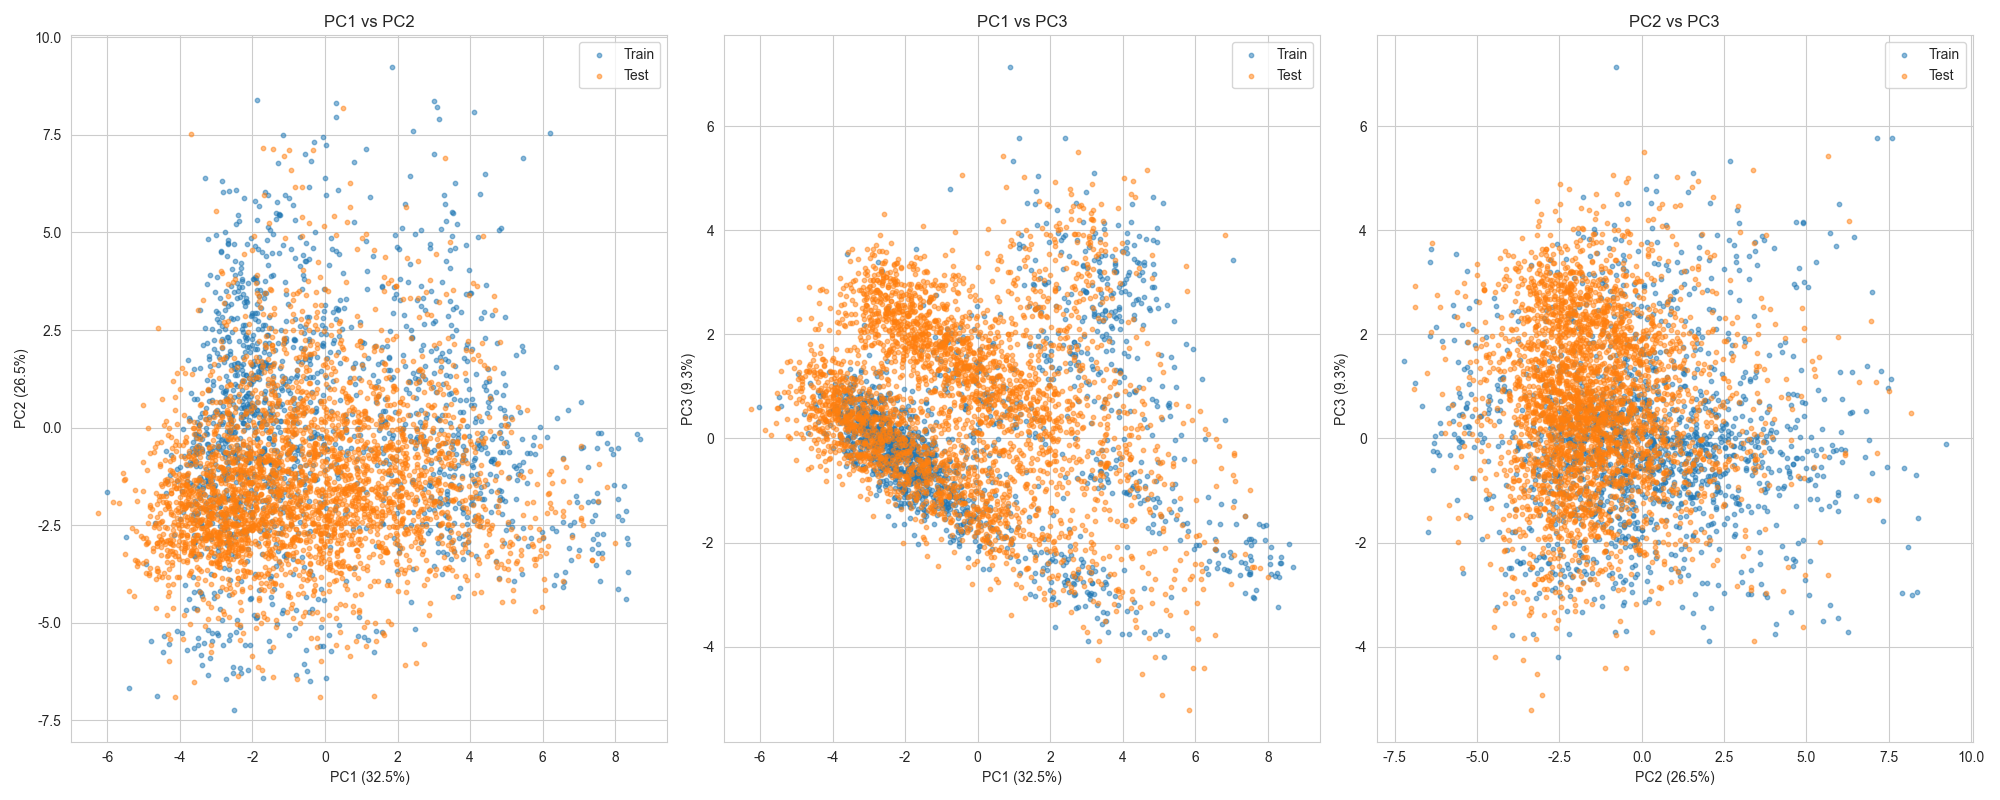 PC1 vs PC2
10.0
7.5
5.0
2.5
0.0
-2.5
-5.0
-7.5
PC2 (26.5%)
-6 -4 -2 0 2 4 6 8
PC1 (32.5%)
Train
Test
PC1 vs PC3
6
4
2
0
-2
-4
PC3 (9.3%)
-6 -4 -2 0 2 4 6 8
PC1 (32.5%)
Train
Test
PC2 vs PC3
6
4
2
0
-2
-4
PC3 (9.3%)
-7.5 -5.0 -2.5 0.0 2.5 5.0 7.5 10.0
PC2 (26.5%)
Train
Test